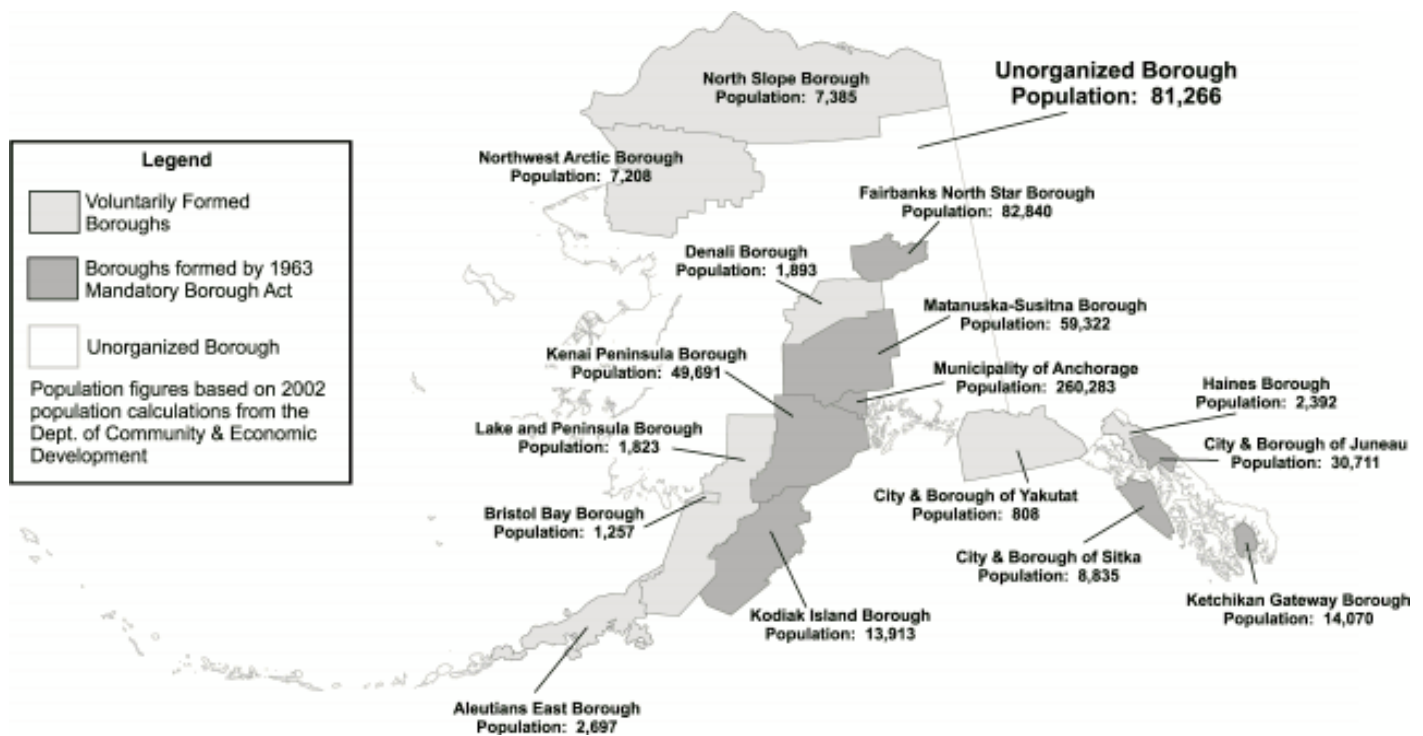 North Slope Borough
Population: 7,385
Unorganized Borough
Population: 81,266
Legend
Voluntarily Formed
Boroughs
Boroughs formed by 1963
Mandatory Borough Act
Unorganized Borough
Population figures based on 2002
population calculations from the
Dept. of Community & Economic
Development
Northwest Arctic Borough
Population: 7,208
Fairbanks North Star Borough
Population: 82,840
Denali Borough
Population: 1,893
Matanuska-Susitna Borough
Population: 59,322
Kenai Peninsula Borough
Population: 49,691
Municipality of Anchorage
Population: 260,283
Haines Borough
Population: 2,392
Lake and Peninsula Borough
Population: 1,823
City & Borough of Juneau
Population: 30,711
Bristol Bay Borough
Population: 1,257
City & Borough of Yakutat
Population: 808
City & Borough of Sitka
Population: 8,835
Ketchikan Gateway Borough
Population: 14,070
Kodiak Island Borough
Population: 13,913
Aleutians East Borough
Population: 2,697